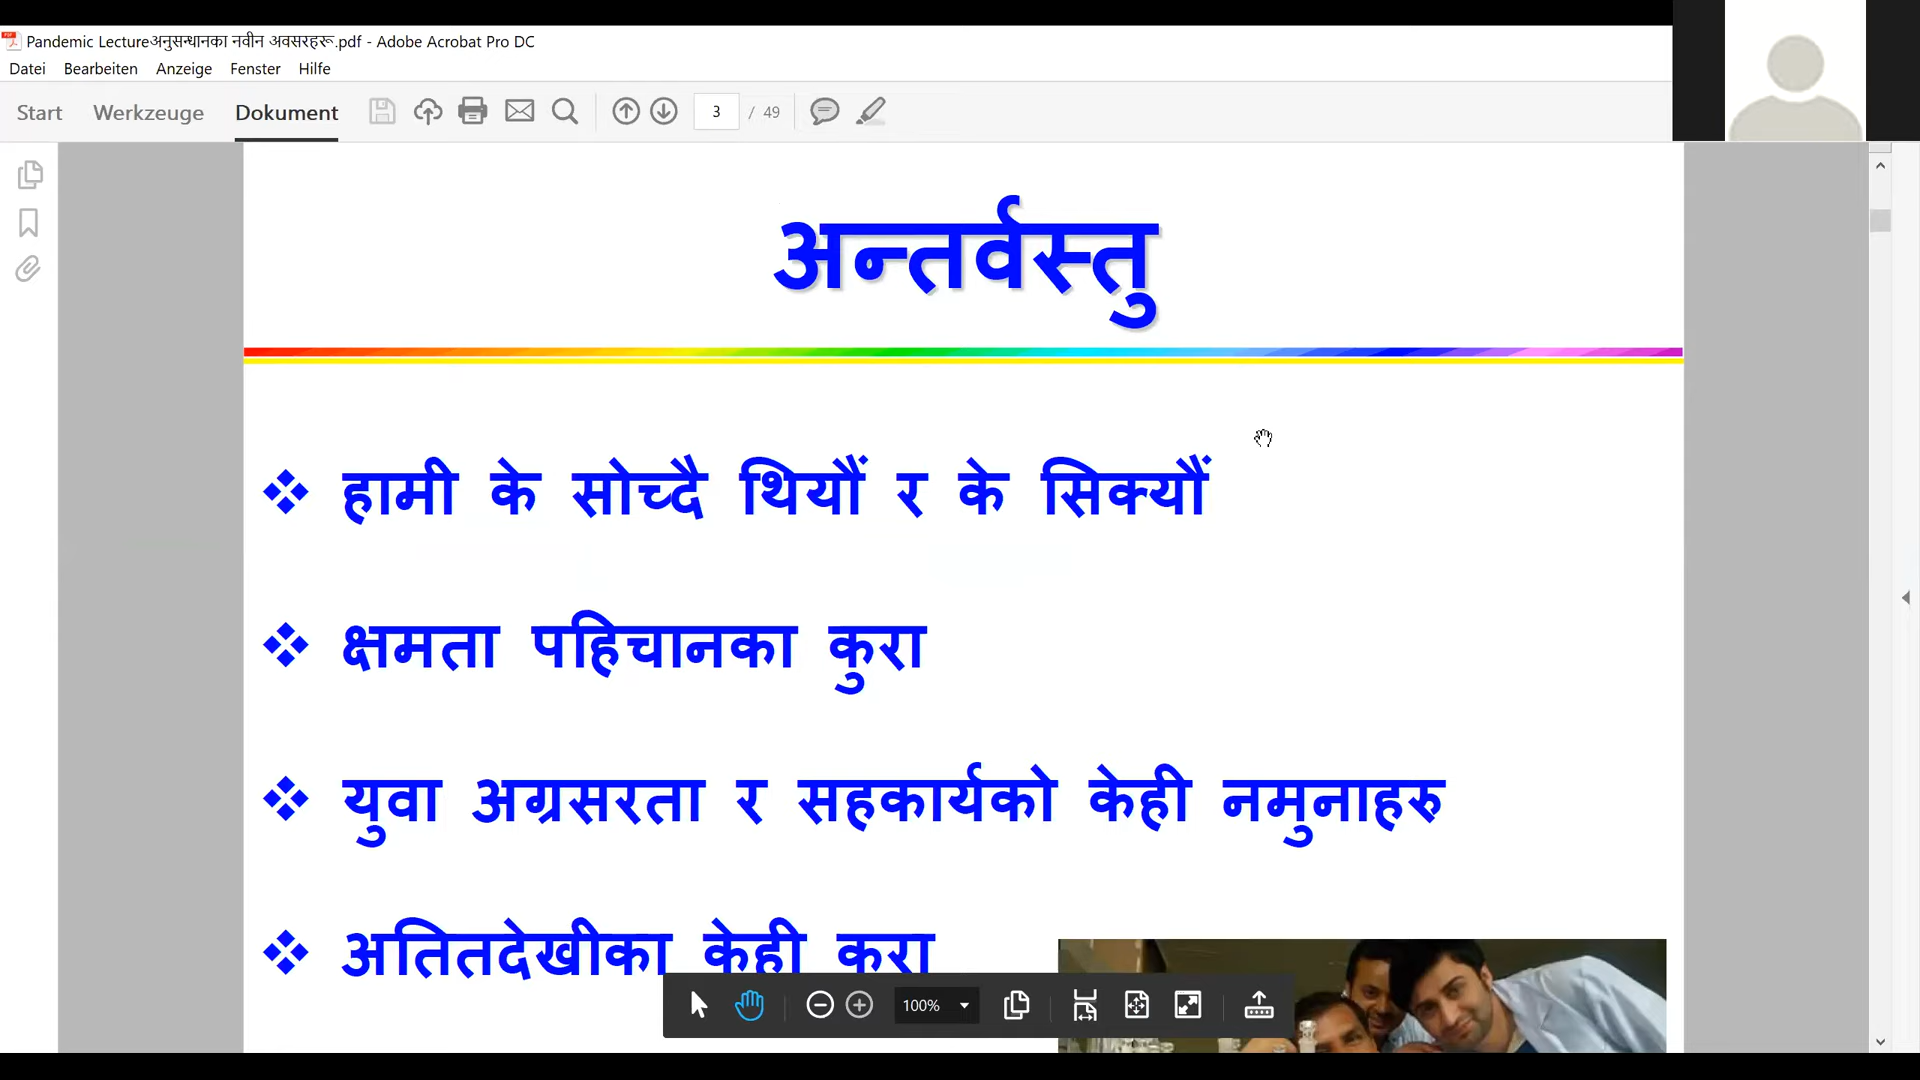 Pandemic Lectureअनुसन्धानका नवीन अवसरहरू.pdf - Adobe Acrobat Pro DC
Datei Bearbeiten Anzeige Fenster Hilfe
Start Werkzeuge Dokument 3 / 49
अन्तर्वस्तु
❖ हामी के सोच्दै थियौं र के सिक्यौं
❖ क्षमता पहिचानका कुरा
❖ युवा अग्रसरता र सहकार्यको केही नमुनाहरु
❖ अतितदेखीका केही कुरा
100%